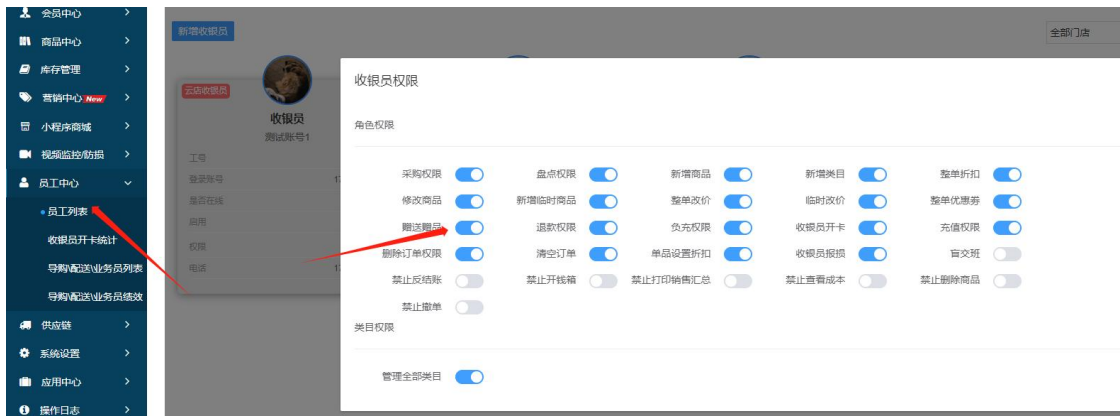 会员中心
商品中心
库存管理
营销中心 New
小程序商城
视频监控/防损
员工中心
员工列表
收银员开卡统计
导购\配送\业务员列表
导购\配送\业务员绩效
供应链
系统设置
应用中心
操作日志
新增收银员
全部门店
云店收银员
收银员
测试账号1
工号
登录账号
是否在线
启用
权限
电话
收银员权限
角色权限
采购权限 盘点权限 新增商品 新增类目 整单折扣
修改商品 新增临时商品 整单改价 临时改价 整单优惠券
赠送赠品 退款权限 负充权限 收银员开卡 充值权限
删除订单权限 清空订单 单品设置折扣 收银员报损 盲交班
禁止反结账 禁止开钱箱 禁止打印销售汇总 禁止查看成本 禁止删除商品
禁止撤单
类目权限
管理全部类目